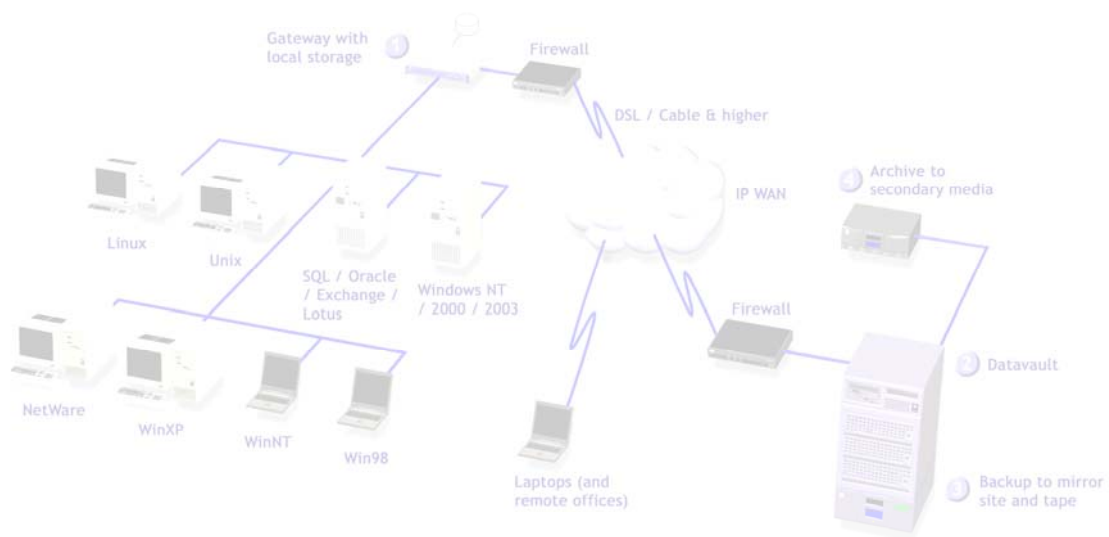 Gateway with
local storage
1
Firewall
DSL / Cable & higher
IP WAN
4
Archive to
secondary media
Linux
Unix
SQL / Oracle
/ Exchange /
Lotus
Windows NT
/ 2000 / 2003
Firewall
2
Datavault
NetWare
WinXP
WinNT
Win98
Laptops (and
remote offices)
3
Backup to mirror
site and tape